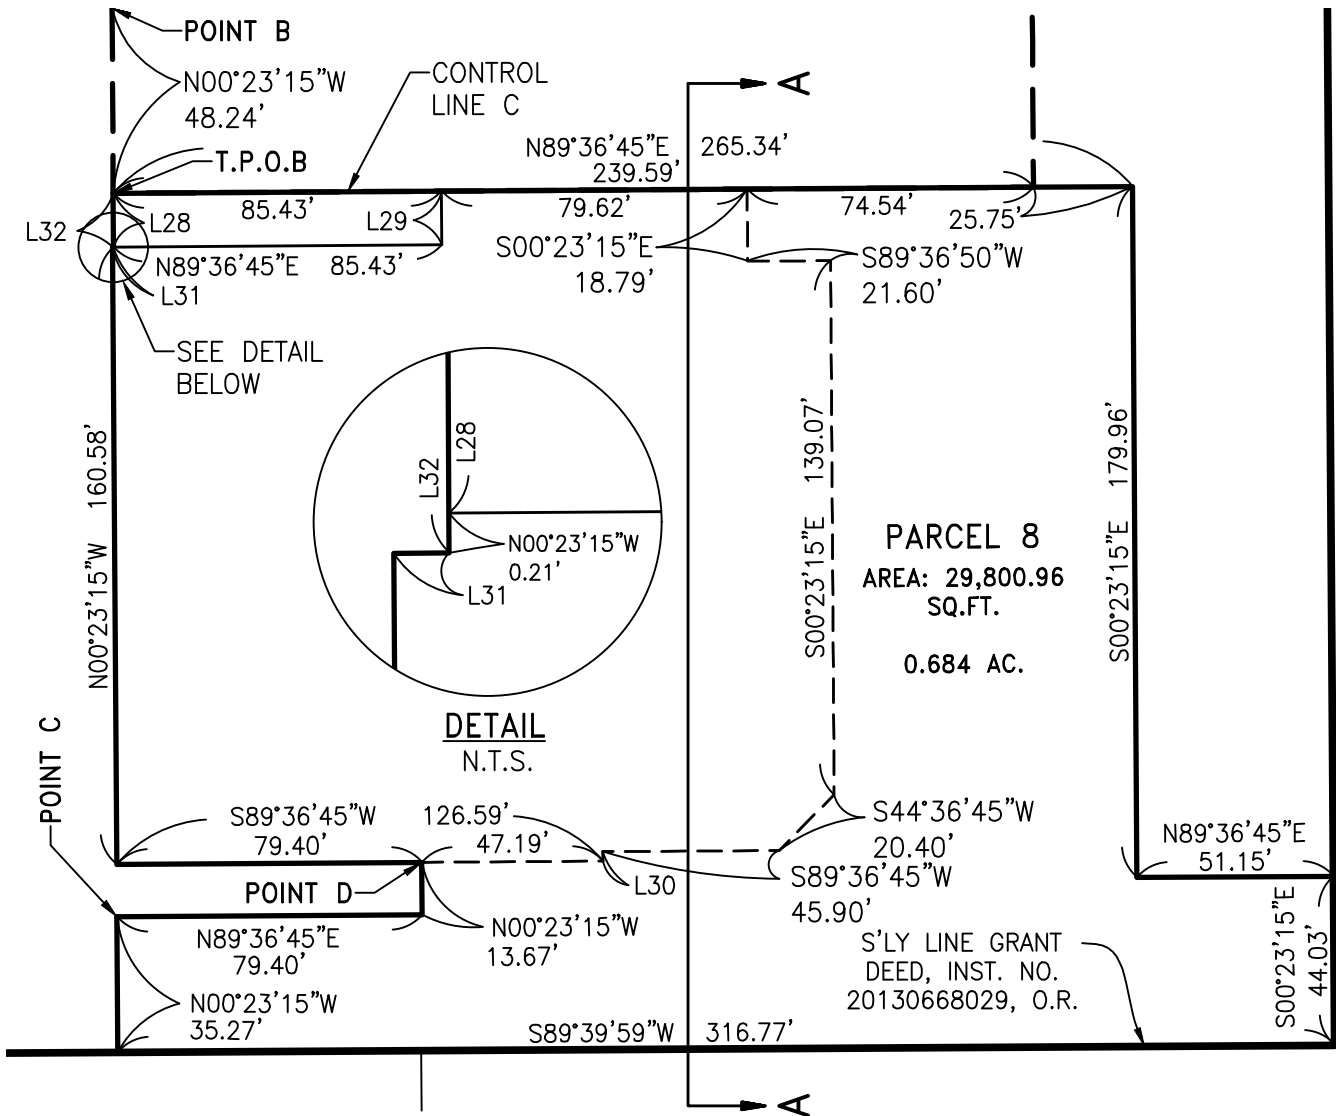 POINT B
N00°23'15"W
48.24'
CONTROL
LINE C
A
N89°36'45"E 265.34'
239.59'
T.P.O.B
85.43'
L29
79.62'
74.54'
25.75'
L32
L28
S00°23'15"E
18.79'
S89°36'50"W
21.60'
N89°36'45"E 85.43'
L31
SEE DETAIL
BELOW
N00°23'15"W 160.58'
L32
L28
N00°23'15"W
0.21'
L31
DETAIL
N.T.S.
S00°23'15"E 139.07'
PARCEL 8
AREA: 29,800.96
SQ.FT.
0.684 AC.
S00°23'15"E 179.96'
POINT C
S89°36'45"W 126.59'
79.40'
47.19'
S44°36'45"W
20.40'
N89°36'45"E
51.15'
POINT D
L30
S89°36'45"W
45.90'
N89°36'45"E
79.40'
N00°23'15"W
13.67'
S'LY LINE GRANT
DEED, INST. NO.
20130668029, O.R.
S00°23'15"E
44.03'
N00°23'15"W
35.27'
S89°39'59"W 316.77'
A